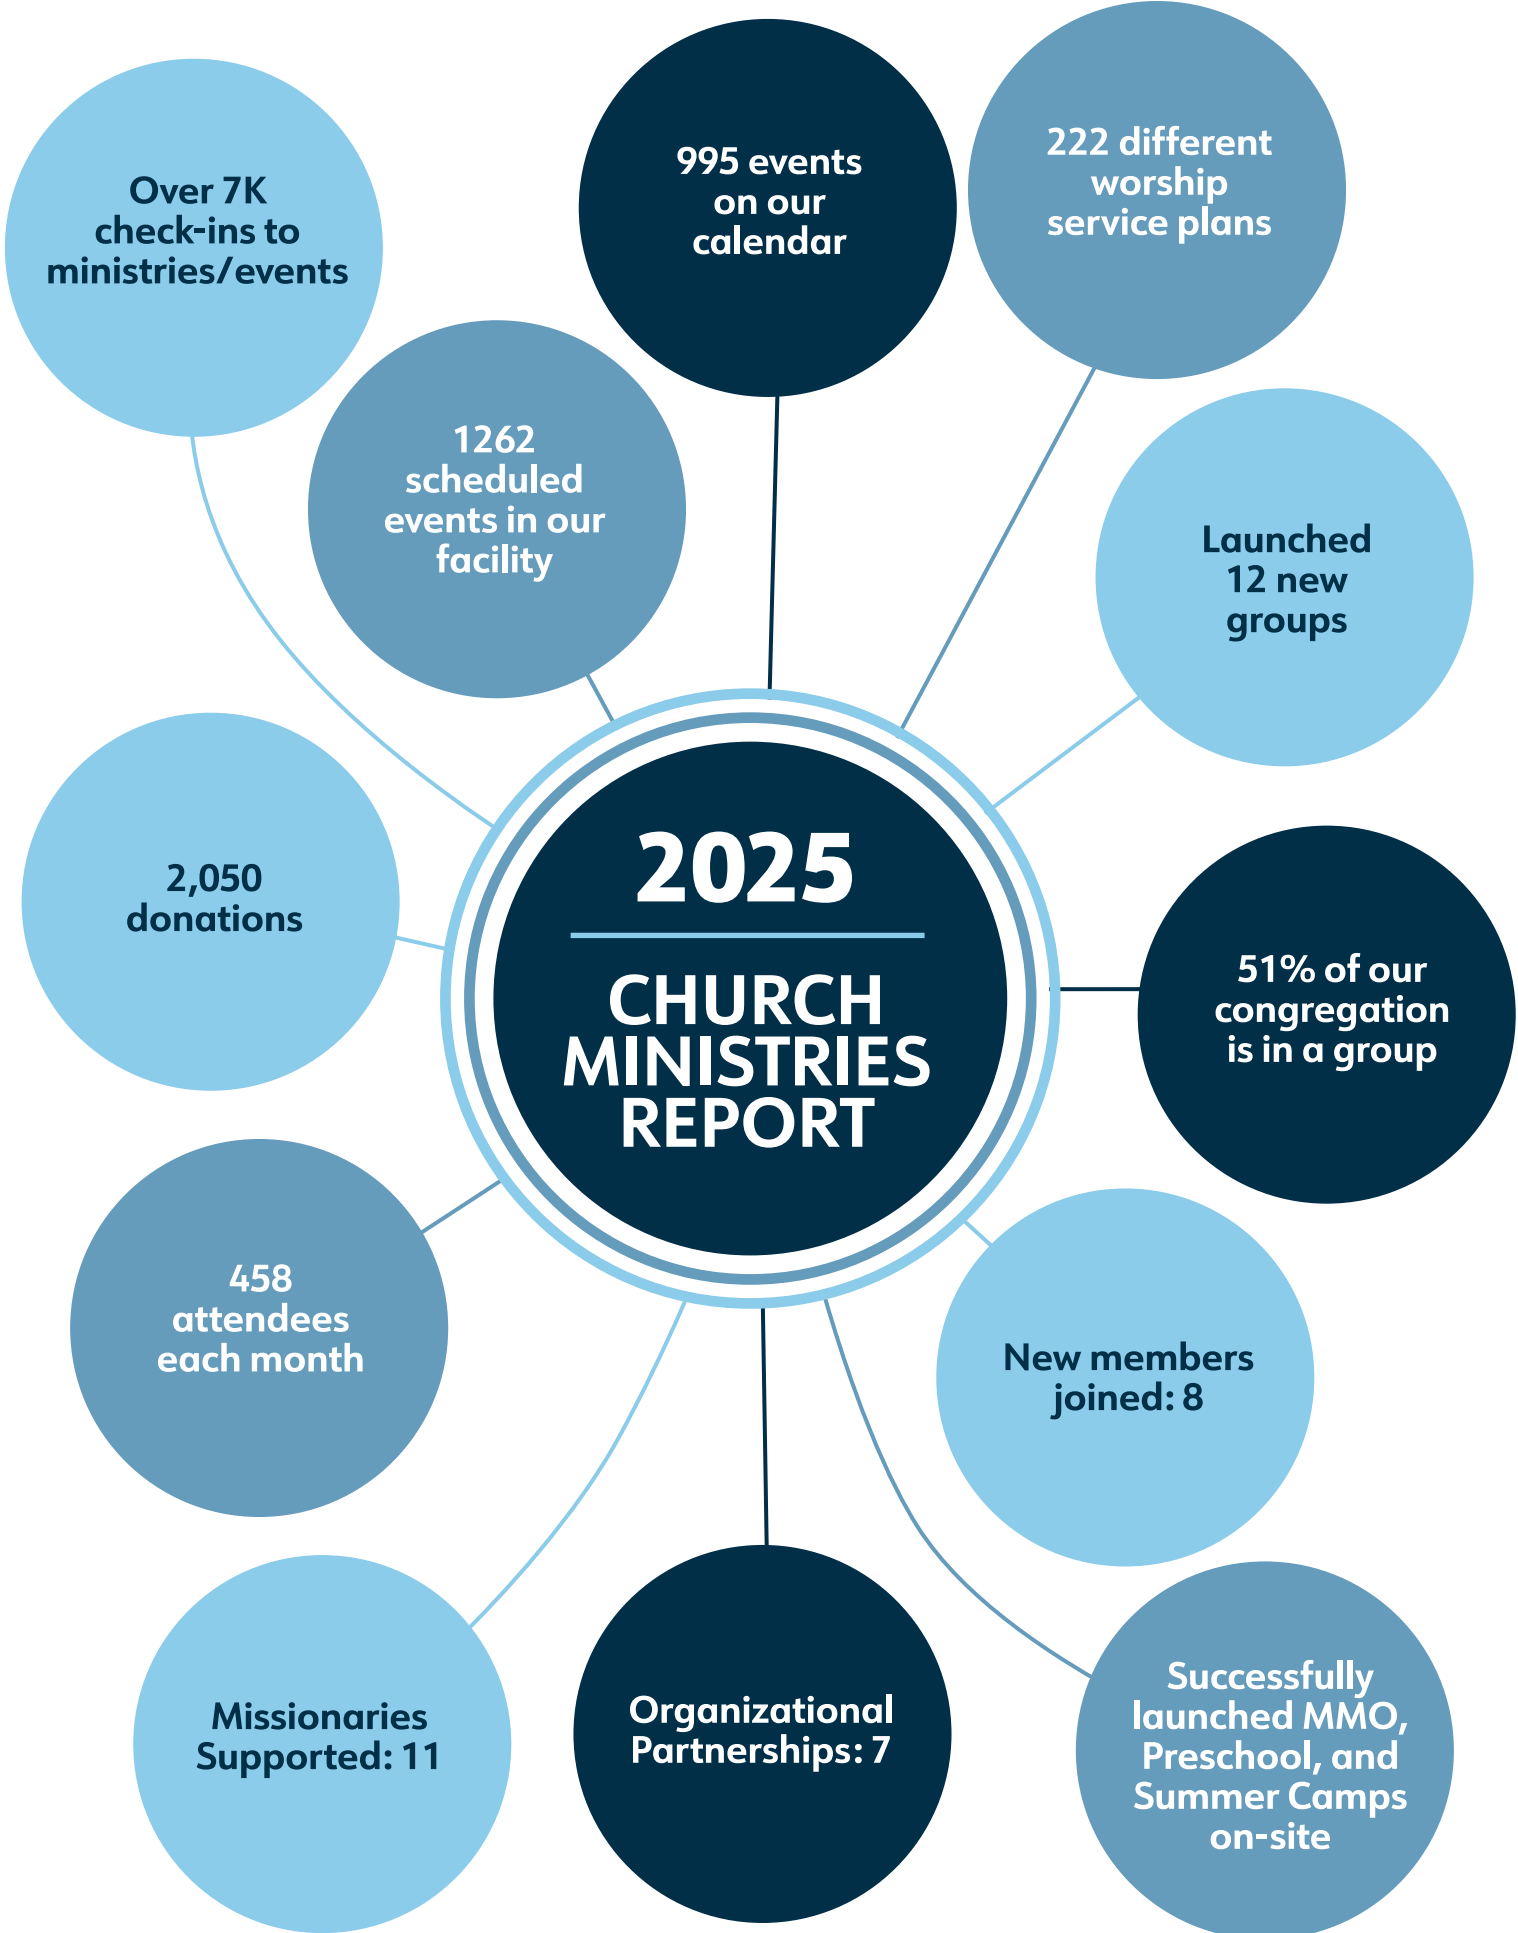 Over 7K
check-ins to
ministries/events
995 events
on our
calendar
222 different
worship
service plans
1262
scheduled
events in our
facility
Launched
12 new
groups
2025
CHURCH
MINISTRIES
REPORT
2,050
donations
51% of our
congregation
is in a group
458
attendees
each month
New members
joined: 8
Missionaries
Supported: 11
Organizational
Partnerships: 7
Successfully
launched MMO,
Preschool, and
Summer Camps
on-site